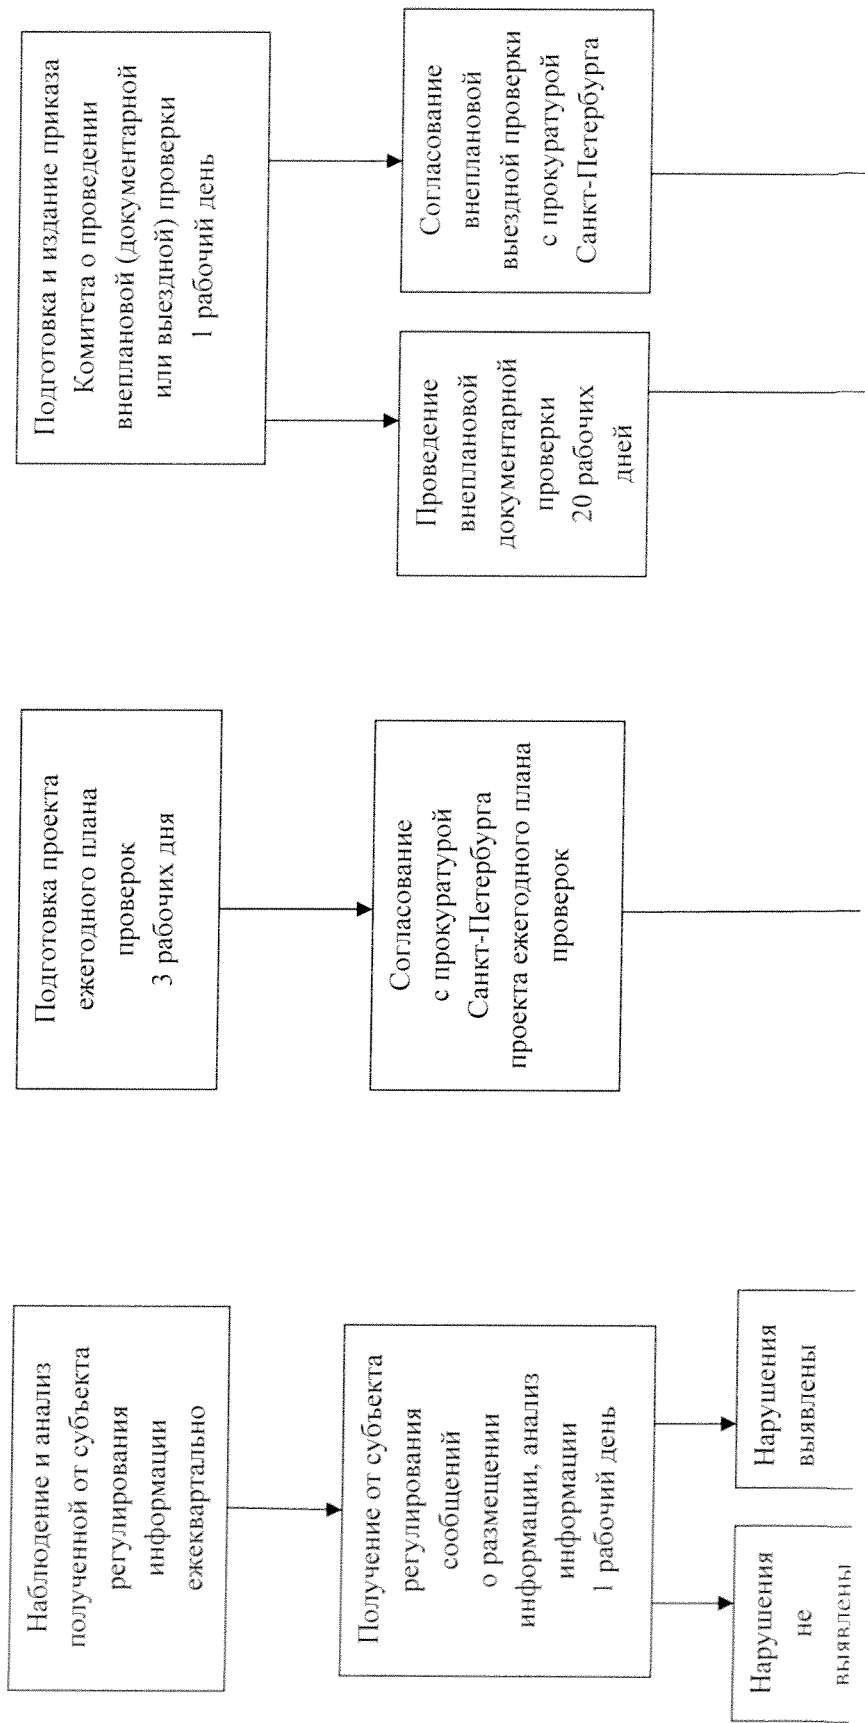 Наблюдение и анализ
полученной от субъекта
регулирования
информации
ежеквартально
Получение от субъекта
регулирования
сообщений
о размещении
информации, анализ
информации
1 рабочий день
Нарушения
не
выявлены
Нарушения
выявлены
Подготовка проекта
ежегодного плана
проверок
3 рабочих дня
Согласование
с прокуратурой
Санкт-Петербурга
проекта ежегодного плана
проверок
Подготовка и издание приказа
Комитета о проведении
внеплановой (документарной
или выездной) проверки
1 рабочий день
Проведение
внеплановой
документарной
проверки
20 рабочих
дней
Согласование
внеплановой
выездной проверки
с прокуратурой
Санкт-Петербурга